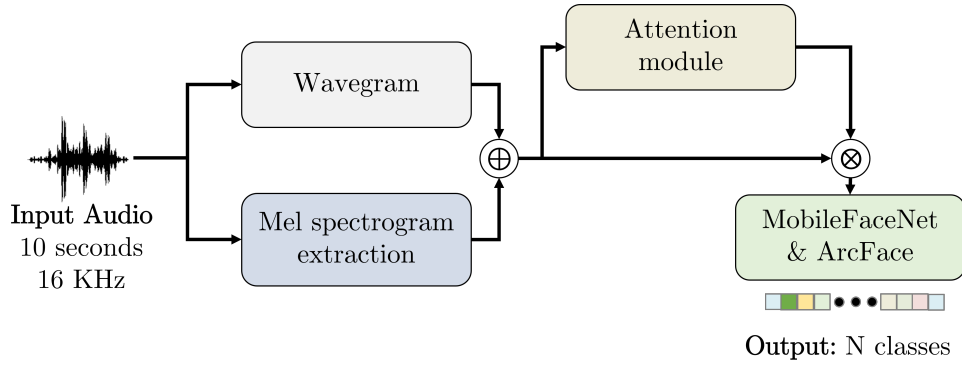 Attention
module
Wavegram
Input Audio
10 seconds
16 KHz
Mel spectrogram
extraction
MobileFaceNet
& ArcFace
Output: N classes